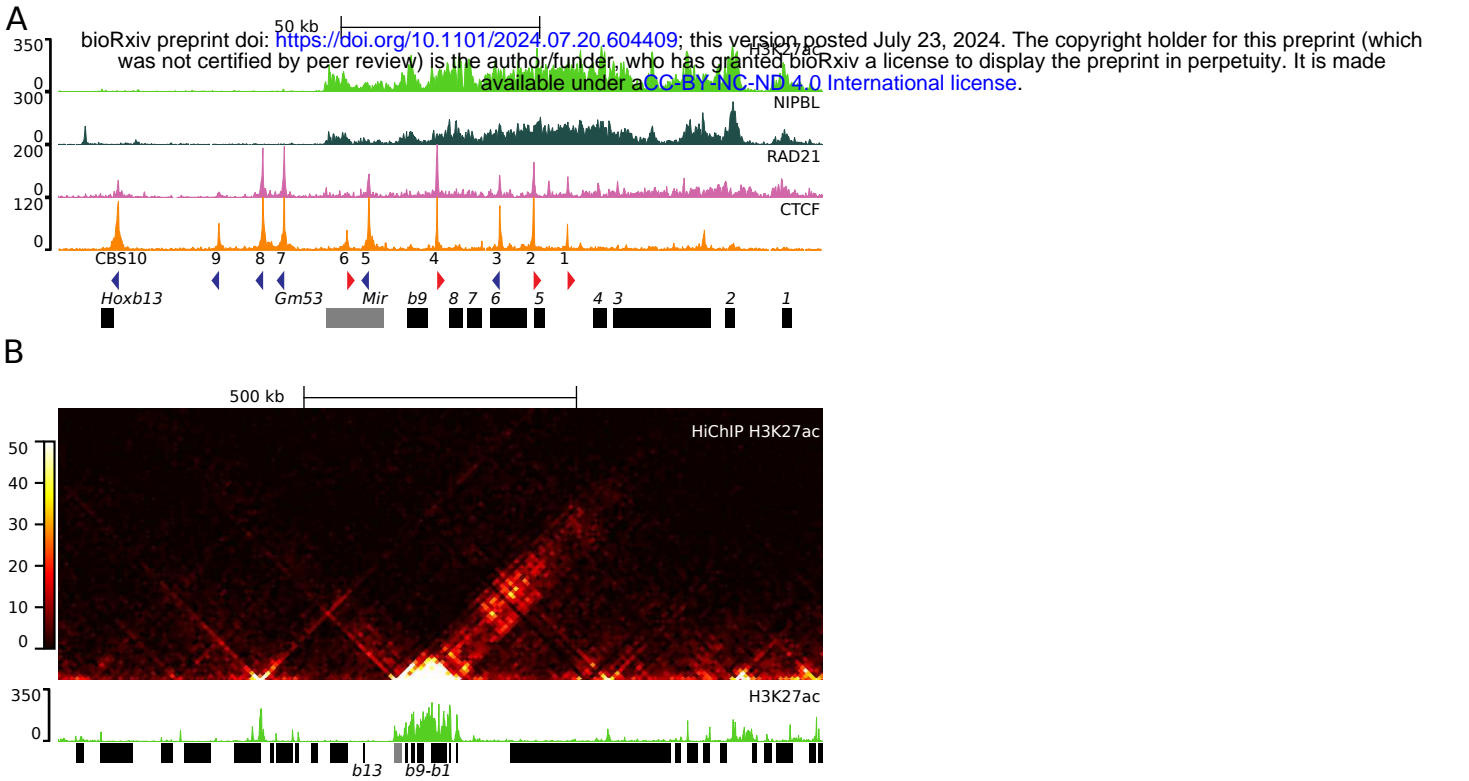 A
50 kb
bioRxiv preprint doi: https://doi.org/10.1101/2024.07.20.604409; this version posted July 23, 2024. The copyright holder for this preprint (which
was not certified by peer review) is the author/funder, who has granted bioRxiv a license to display the preprint in perpetuity. It is made
available under aCC-BY-NC-ND 4.0 International license.
350 H3K27ac
0
300 NIPBL
0
200 RAD21
0
120 CTCF
0
CBS10 9 8 7 6 5 4 3 2 1
Hoxb13 Gm53 Mir b9 8 7 6 5 4 3 2 1
B
500 kb
HiChIP H3K27ac
50
40
30
20
10
0
350 H3K27ac
0
b13 b9-b1